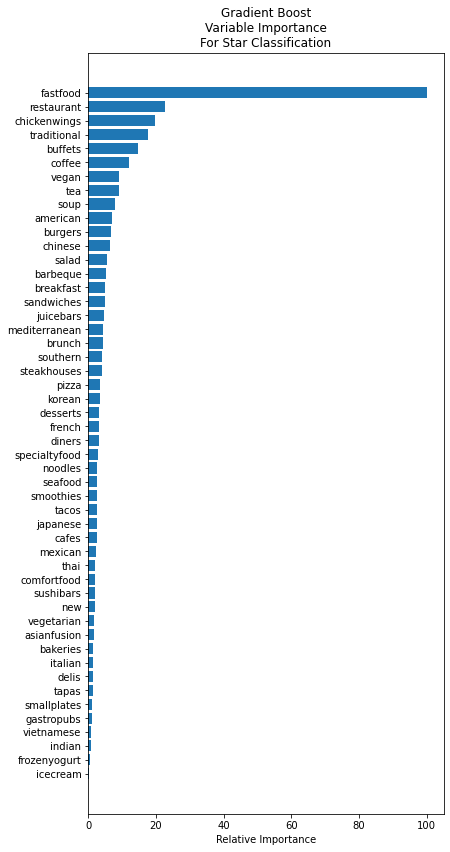 Gradient Boost
Variable Importance
For Star Classification
fastfood
restaurant
chickenwings
traditional
buffets
coffee
vegan
tea
soup
american
burgers
chinese
salad
barbeque
breakfast
sandwiches
juicebars
mediterranean
brunch
southern
steakhouses
pizza
korean
desserts
french
diners
specialtyfood
noodles
seafood
smoothies
tacos
japanese
cafes
mexican
thai
comfortfood
sushibars
new
vegetarian
asianfusion
bakeries
italian
delis
tapas
smallplates
gastropubs
vietnamese
indian
frozenyogurt
icecream
0 20 40 60 80 100
Relative Importance